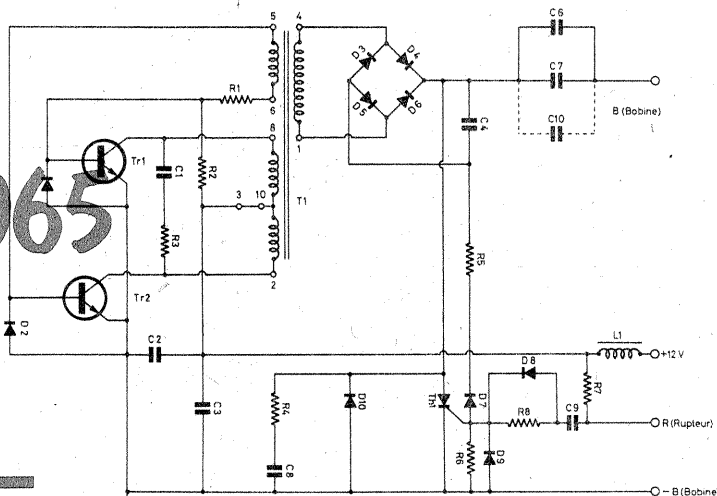 5
4
C6
D3
D4
C7
B (Bobine)
D5
D6
C10
R1
6
1
C4
8
Tr1
C1
R2
3
10
T1
065
R3
R5
2
Tr2
D2
C2
L1
+12 V
D8
R7
C3
R4
D10
Th1
D7
R8
C9
R (Rupteur)
R6
D9
C8
- B (Bobine